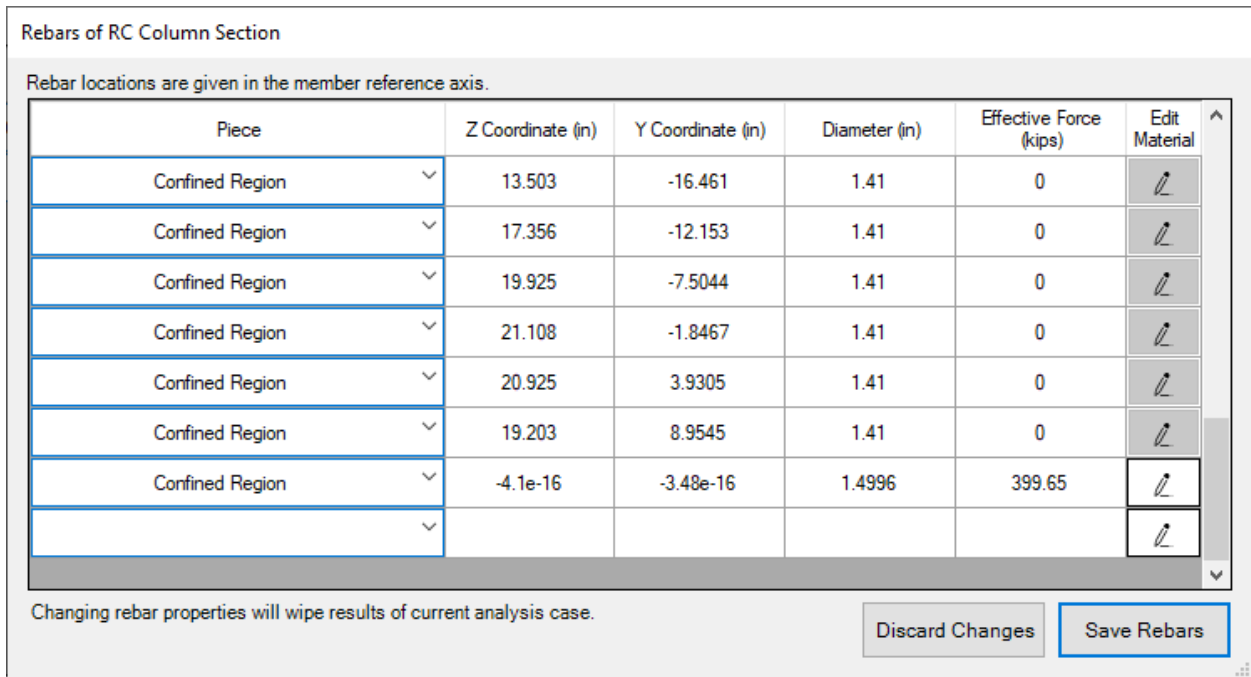 Rebars of RC Column Section
Rebar locations are given in the member reference axis.
Piece Z Coordinate (in) Y Coordinate (in) Diameter (in) Effective Force (kips) Edit Material
Confined Region 13.503 -16.461 1.41 0
Confined Region 17.356 -12.153 1.41 0
Confined Region 19.925 -7.5044 1.41 0
Confined Region 21.108 -1.8467 1.41 0
Confined Region 20.925 3.9305 1.41 0
Confined Region 19.203 8.9545 1.41 0
Confined Region -4.1e-16 -3.48e-16 1.4996 399.65
Changing rebar properties will wipe results of current analysis case.
Discard Changes Save Rebars